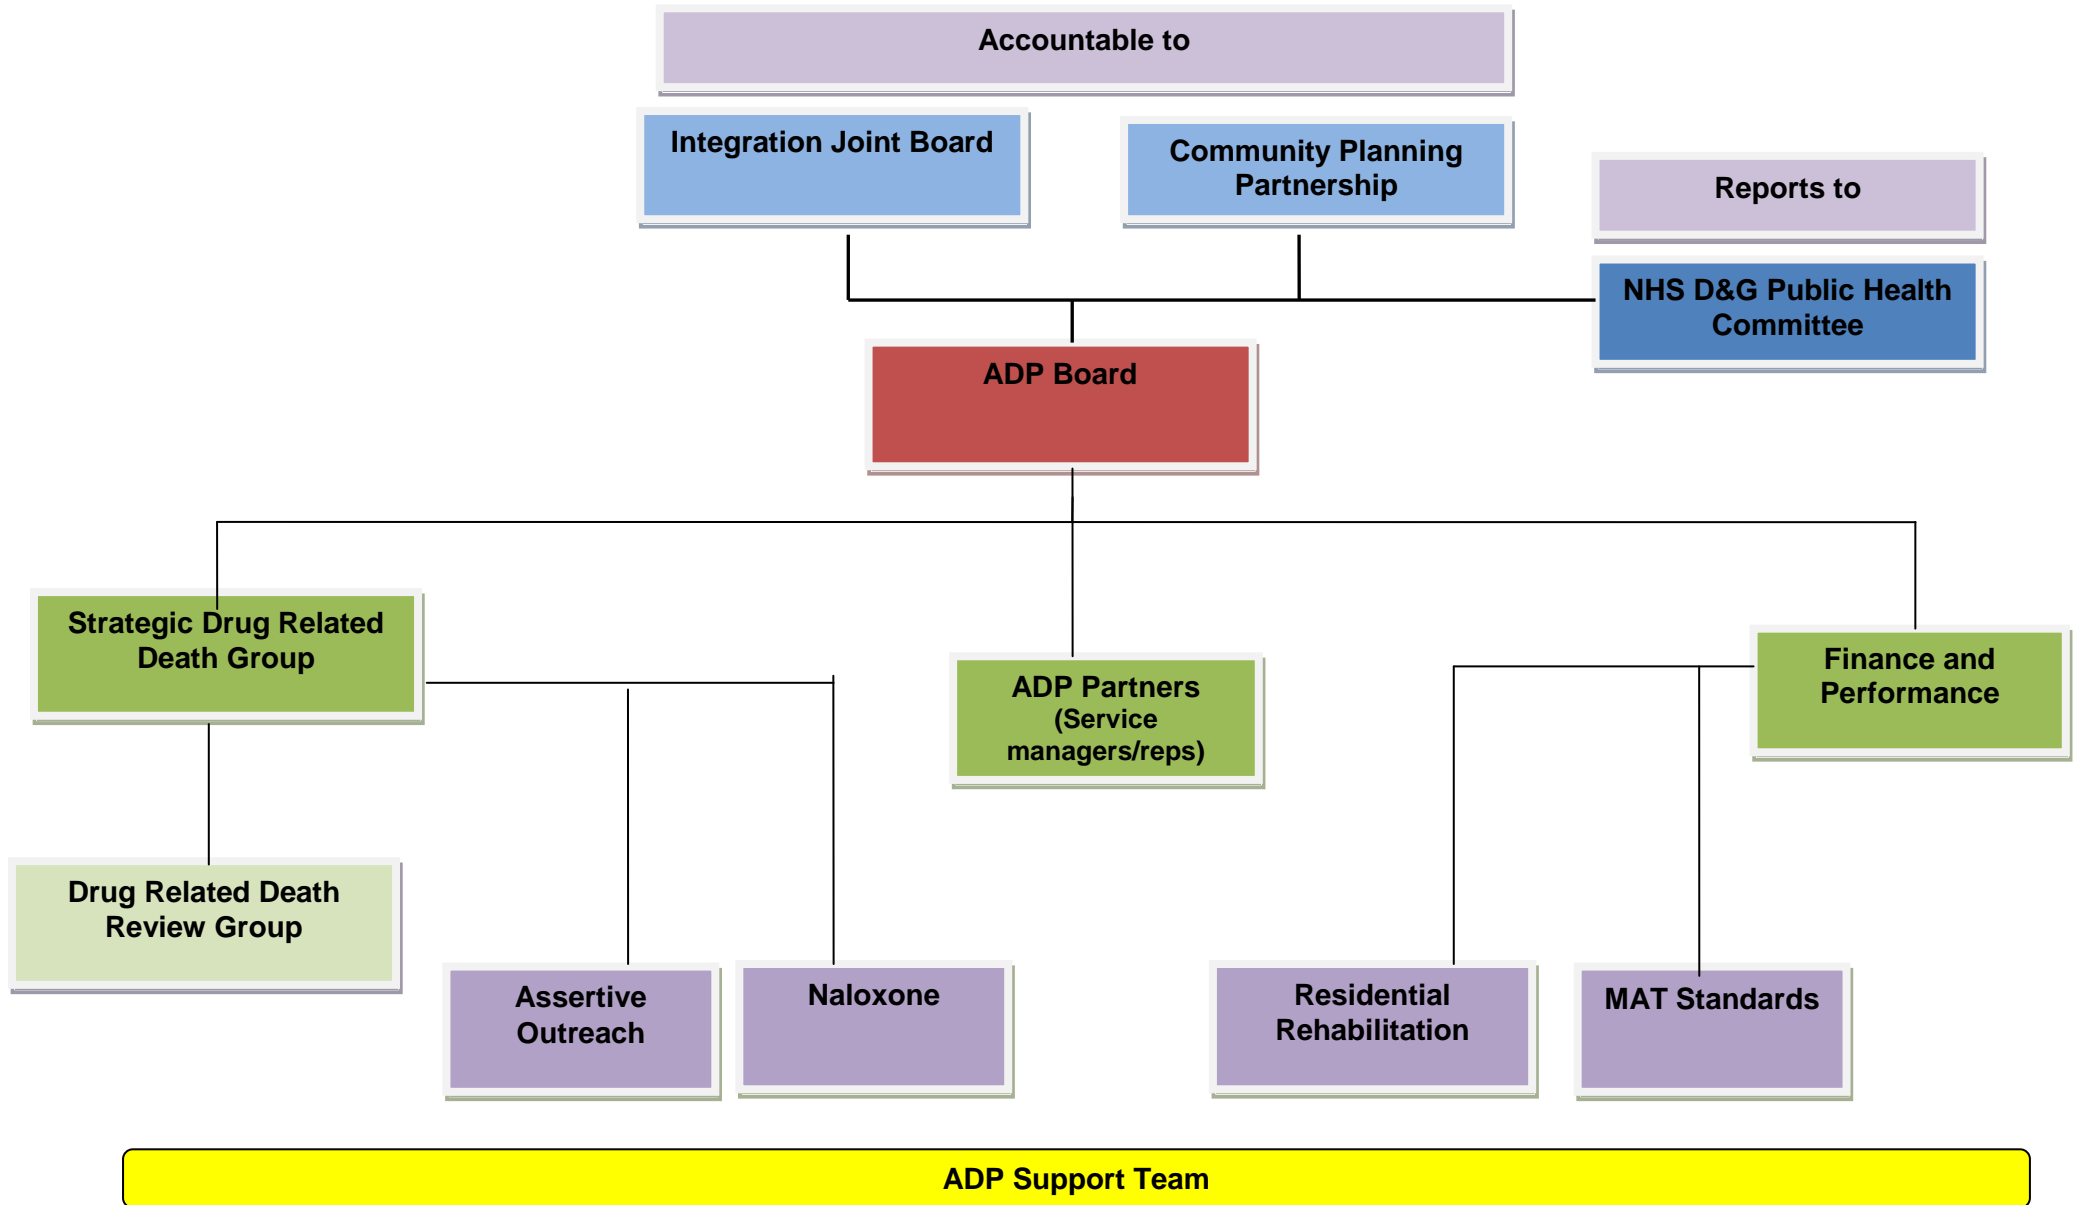 Accountable to
Integration Joint Board
Community Planning
Partnership
Reports to
NHS D&G Public Health
Committee
ADP Board
Strategic Drug Related
Death Group
ADP Partners
(Service
managers/reps)
Finance and
Performance
Drug Related Death
Review Group
Assertive
Outreach
Naloxone
Residential
Rehabilitation
MAT Standards
ADP Support Team